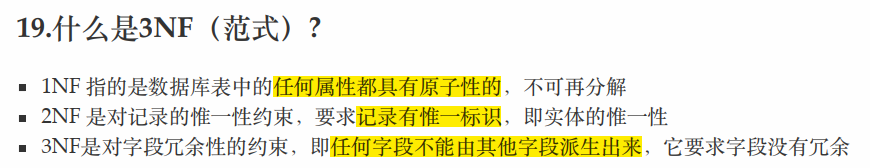 19.什么是3NF（范式）?
▪ 1NF 指的是数据库表中的任何属性都具有原子性的，不可再分解
▪ 2NF 是对记录的惟一性约束，要求记录有惟一标识，即实体的惟一性
▪ 3NF是对字段冗余性的约束，即任何字段不能由其他字段派生出来，它要求字段没有冗余